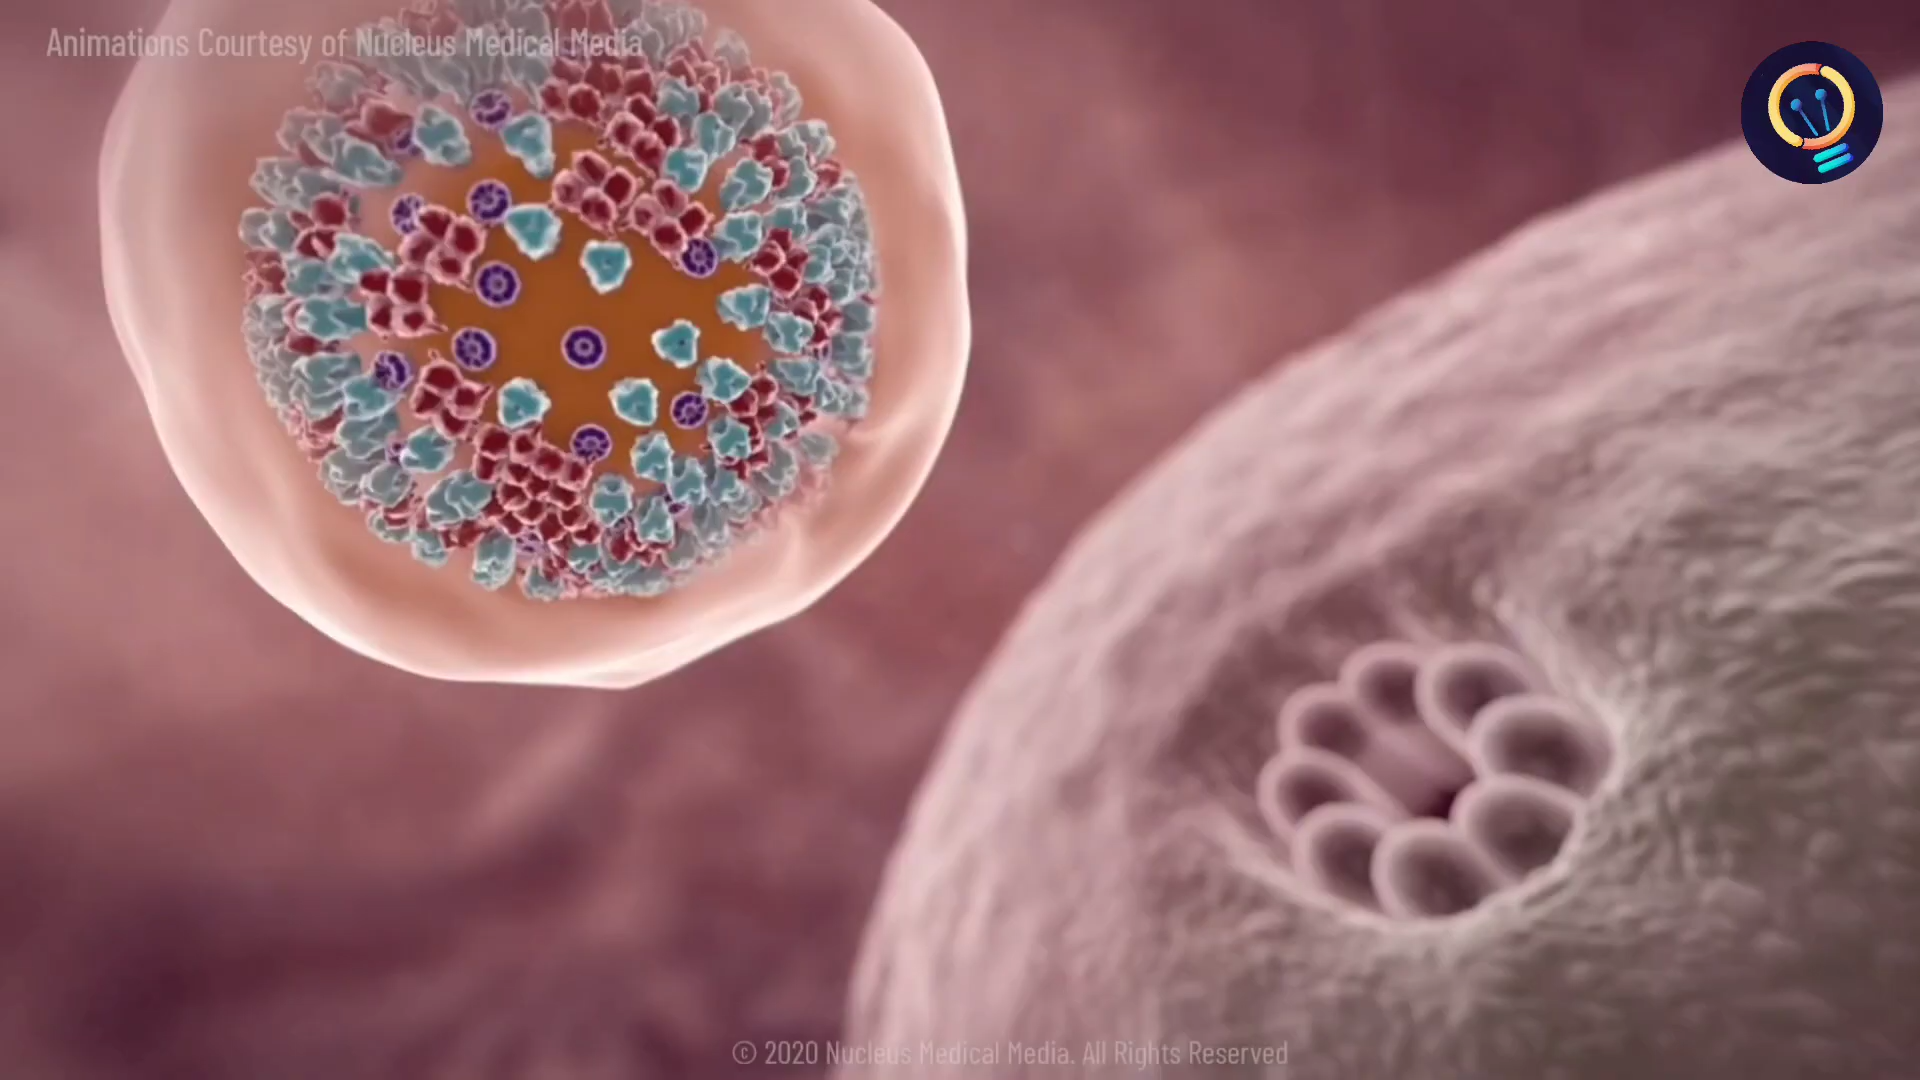 Animations Courtesy of Nucleus Medical Media
© 2020 Nucleus Medical Media. All Rights Reserved